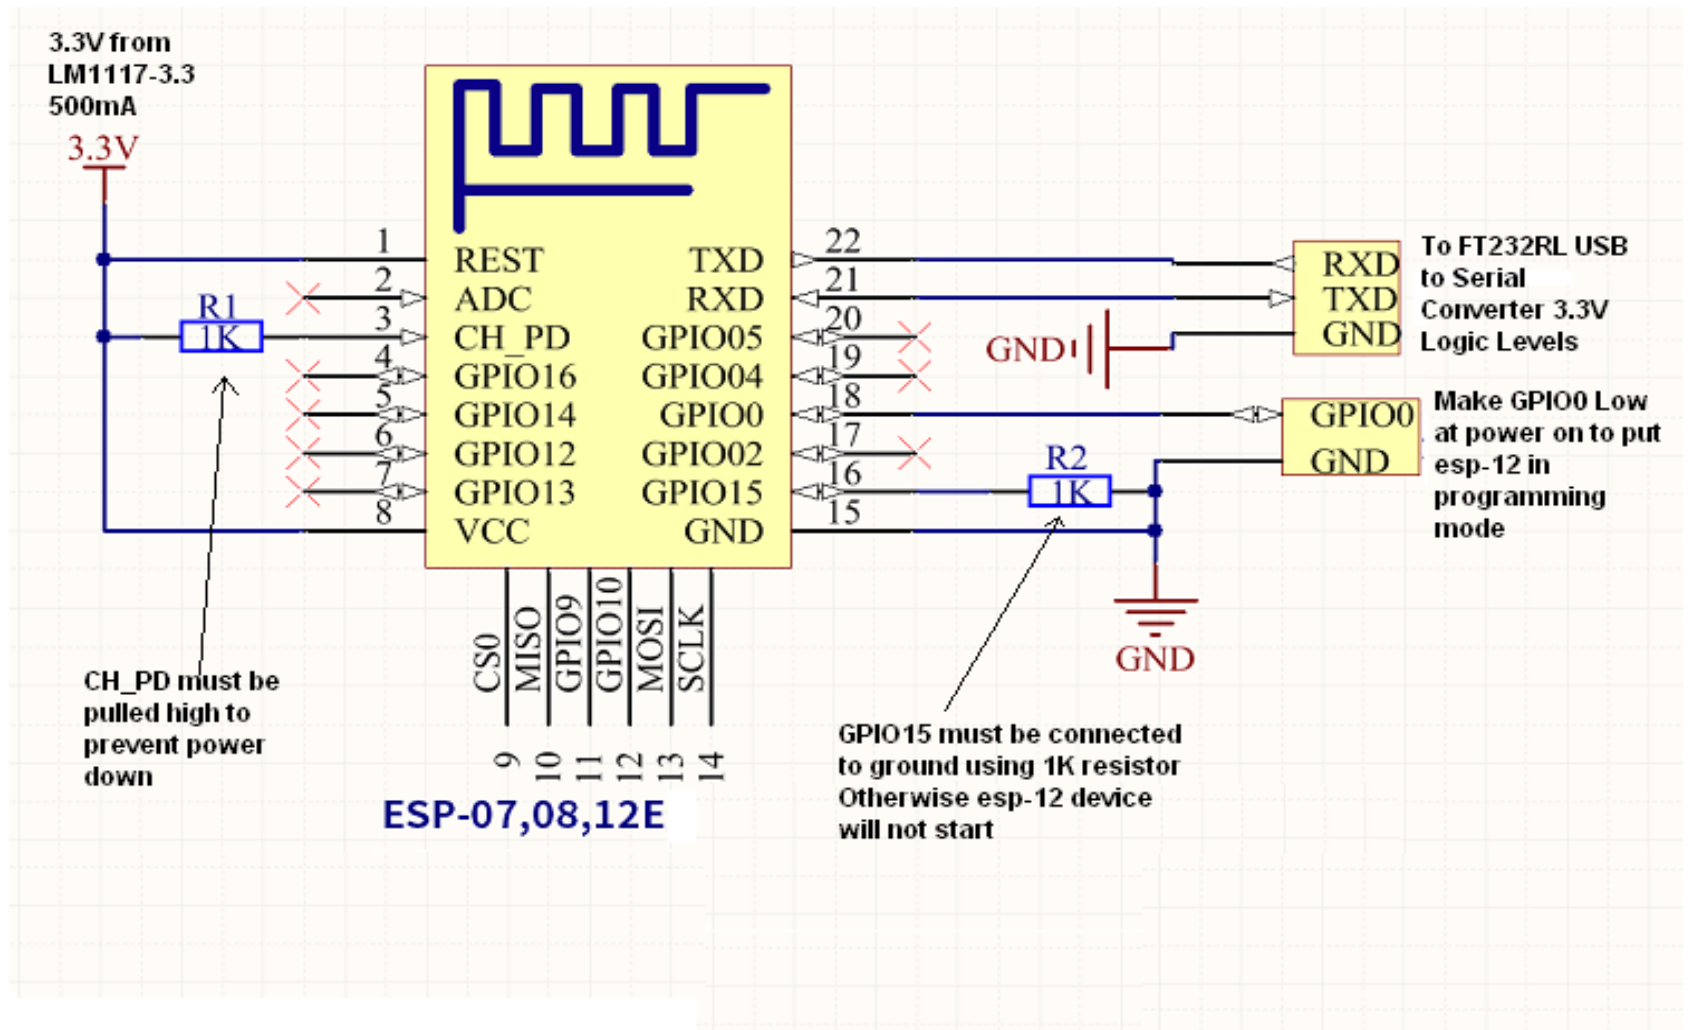 3.3V from
LM1117-3.3
500mA
3.3V
1
REST
2
ADC
R1
1K
3
CH_PD
4
GPIO16
5
GPIO14
6
GPIO12
7
GPIO13
8
VCC
TXD
22
RXD
21
GPIO05
20
GPIO04
19
GPIO0
18
GPIO02
17
GPIO15
16
GND
15
R2
1K
GND
RXD
TXD
GND
To FT232RL USB
to Serial
Converter 3.3V
Logic Levels
GPIO0
GND
Make GPIO0 Low
at power on to put
esp-12 in
programming
mode
GND
CS0
MISO
GPIO9
GPIO10
MOSI
SCLK
9
10
11
12
13
14
ESP-07,08,12E
CH_PD must be
pulled high to
prevent power
down
GPIO15 must be connected
to ground using 1K resistor
Otherwise esp-12 device
will not start